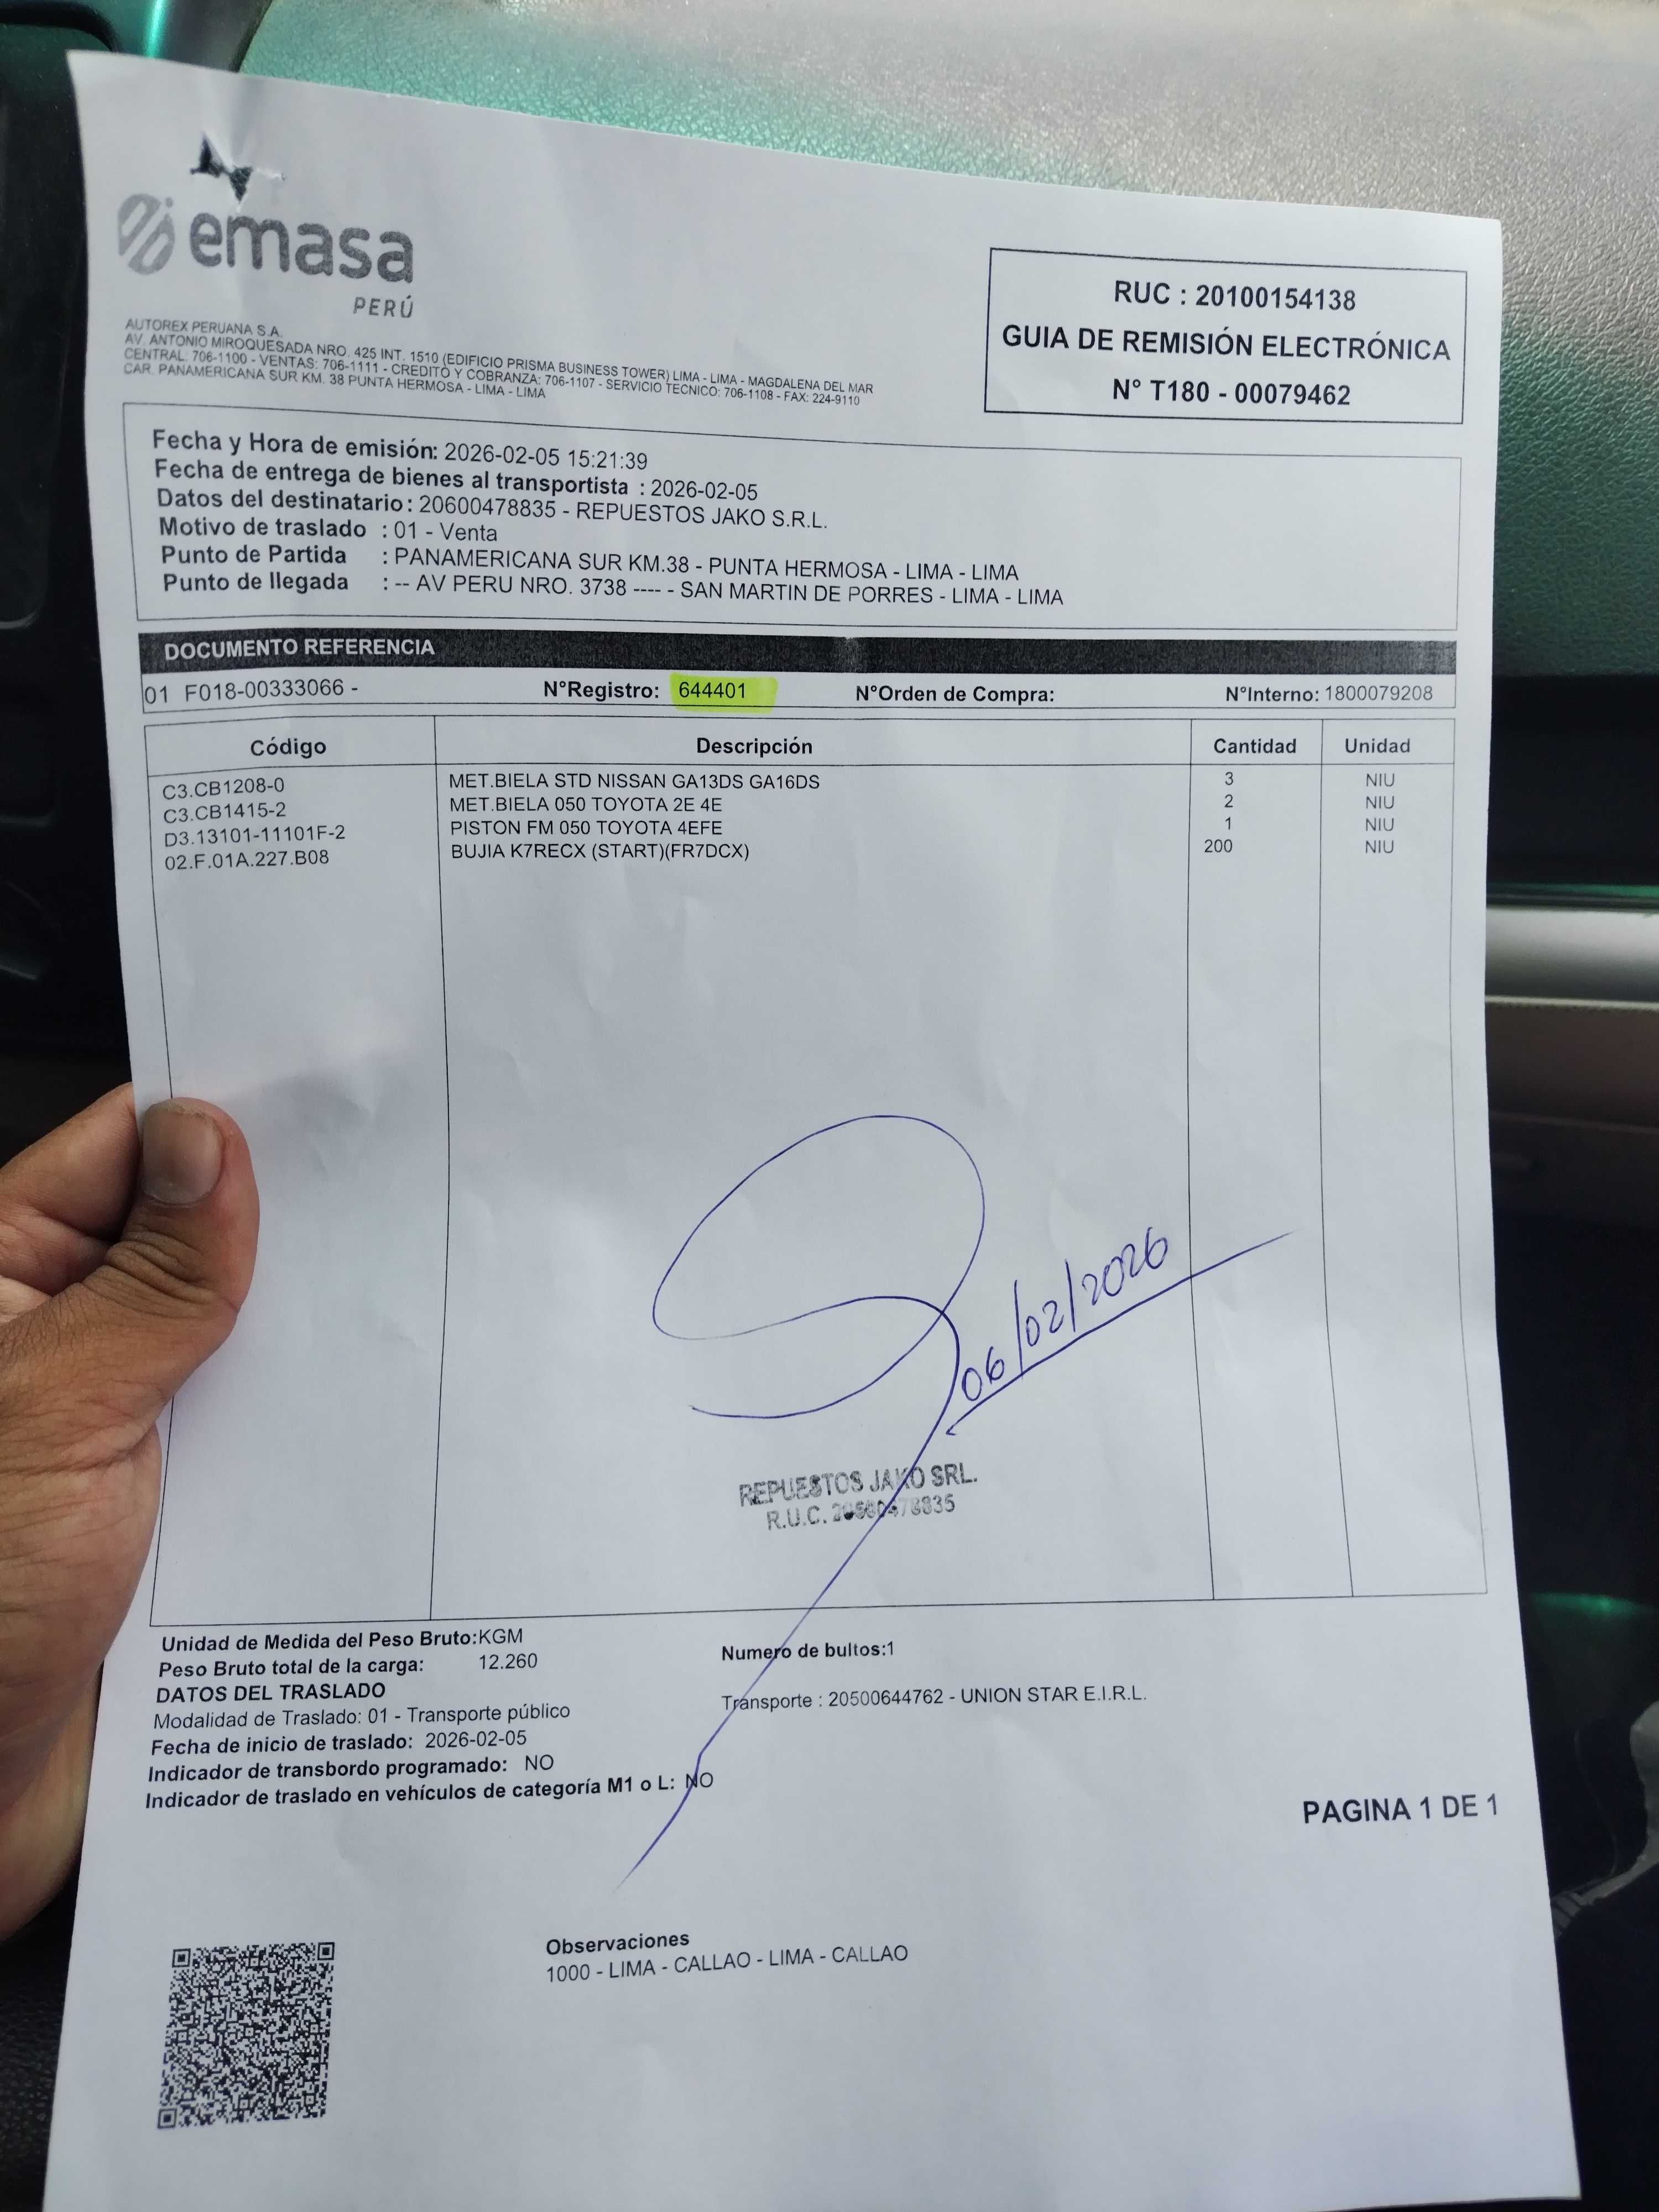 emasa
PERÚ
AUTOREX PERUANA S.A.
AV. ANTONIO MIROQUESADA NRO. 425 INT. 1510 (EDIFICIO PRISMA BUSINESS TOWER) LIMA - LIMA - MAGDALENA DEL MAR
CENTRAL: 706-1100 - VENTAS: 706-1111 - CREDITO Y COBRANZA: 706-1107 - SERVICIO TECNICO: 706-1108 - FAX: 224-9110
CAR. PANAMERICANA SUR KM. 38 PUNTA HERMOSA - LIMA - LIMA
RUC : 20100154138
GUIA DE REMISIÓN ELECTRÓNICA
N° T180 - 00079462
Fecha y Hora de emisión: 2026-02-05 15:21:39
Fecha de entrega de bienes al transportista : 2026-02-05
Datos del destinatario : 20600478835 - REPUESTOS JAKO S.R.L.
Motivo de traslado : 01 - Venta
Punto de Partida : PANAMERICANA SUR KM.38 - PUNTA HERMOSA - LIMA - LIMA
Punto de llegada : -- AV PERU NRO. 3738 ---- - SAN MARTIN DE PORRES - LIMA - LIMA
DOCUMENTO REFERENCIA
01 F018-00333066 - N°Registro: 644401 N°Orden de Compra: N°Interno: 1800079208
Código Descripción Cantidad Unidad
C3.CB1208-0 MET.BIELA STD NISSAN GA13DS GA16DS 3 NIU
C3.CB1415-2 MET.BIELA 050 TOYOTA 2E 4E 2 NIU
D3.13101-11101F-2 PISTON FM 050 TOYOTA 4EFE 1 NIU
02.F.01A.227.B08 BUJIA K7RECX (START)(FR7DCX) 200 NIU
06/02/2026
REPUESTOS JAKO SRL.
R.U.C.
Unidad de Medida del Peso Bruto:KGM
Peso Bruto total de la carga: 12.260
Numero de bultos:1
DATOS DEL TRASLADO
Modalidad de Traslado: 01 - Transporte público
Transporte : 20500644762 - UNION STAR E.I.R.L.
Fecha de inicio de traslado: 2026-02-05
Indicador de transbordo programado: NO
Indicador de traslado en vehículos de categoría M1 o L: NO
PAGINA 1 DE 1
Observaciones
1000 - LIMA - CALLAO - LIMA - CALLAO